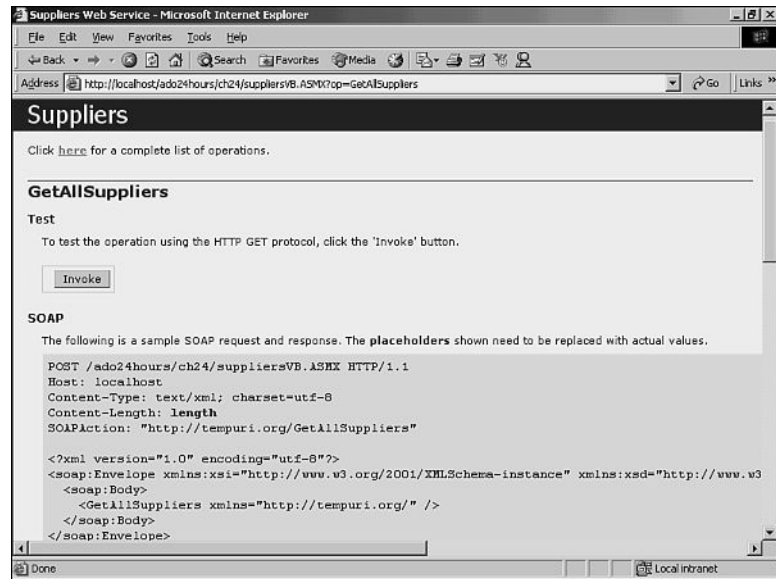 Suppliers Web Service - Microsoft Internet Explorer
File Edit View Favorites Tools Help
Back Search Favorites Media
Address http://localhost/ado24hours/ch24/suppliersVB.ASMX?op=GetAllSuppliers Go Links »
Suppliers
Click here for a complete list of operations.
GetAllSuppliers
Test
To test the operation using the HTTP GET protocol, click the 'Invoke' button.
Invoke
SOAP
The following is a sample SOAP request and response. The placeholders shown need to be replaced with actual values.
POST /ado24hours/ch24/suppliersVB.ASMX HTTP/1.1
Host: localhost
Content-Type: text/xml; charset=utf-8
Content-Length: length
SOAPAction: "http://tempuri.org/GetAllSuppliers"
<?xml version="1.0" encoding="utf-8"?>
<soap:Envelope xmlns:xsi="http://www.w3.org/2001/XMLSchema-instance" xmlns:xsd="http://www.w3
<soap:Body>
<GetAllSuppliers xmlns="http://tempuri.org/" />
</soap:Body>
</soap:Envelope>
Done Local intranet